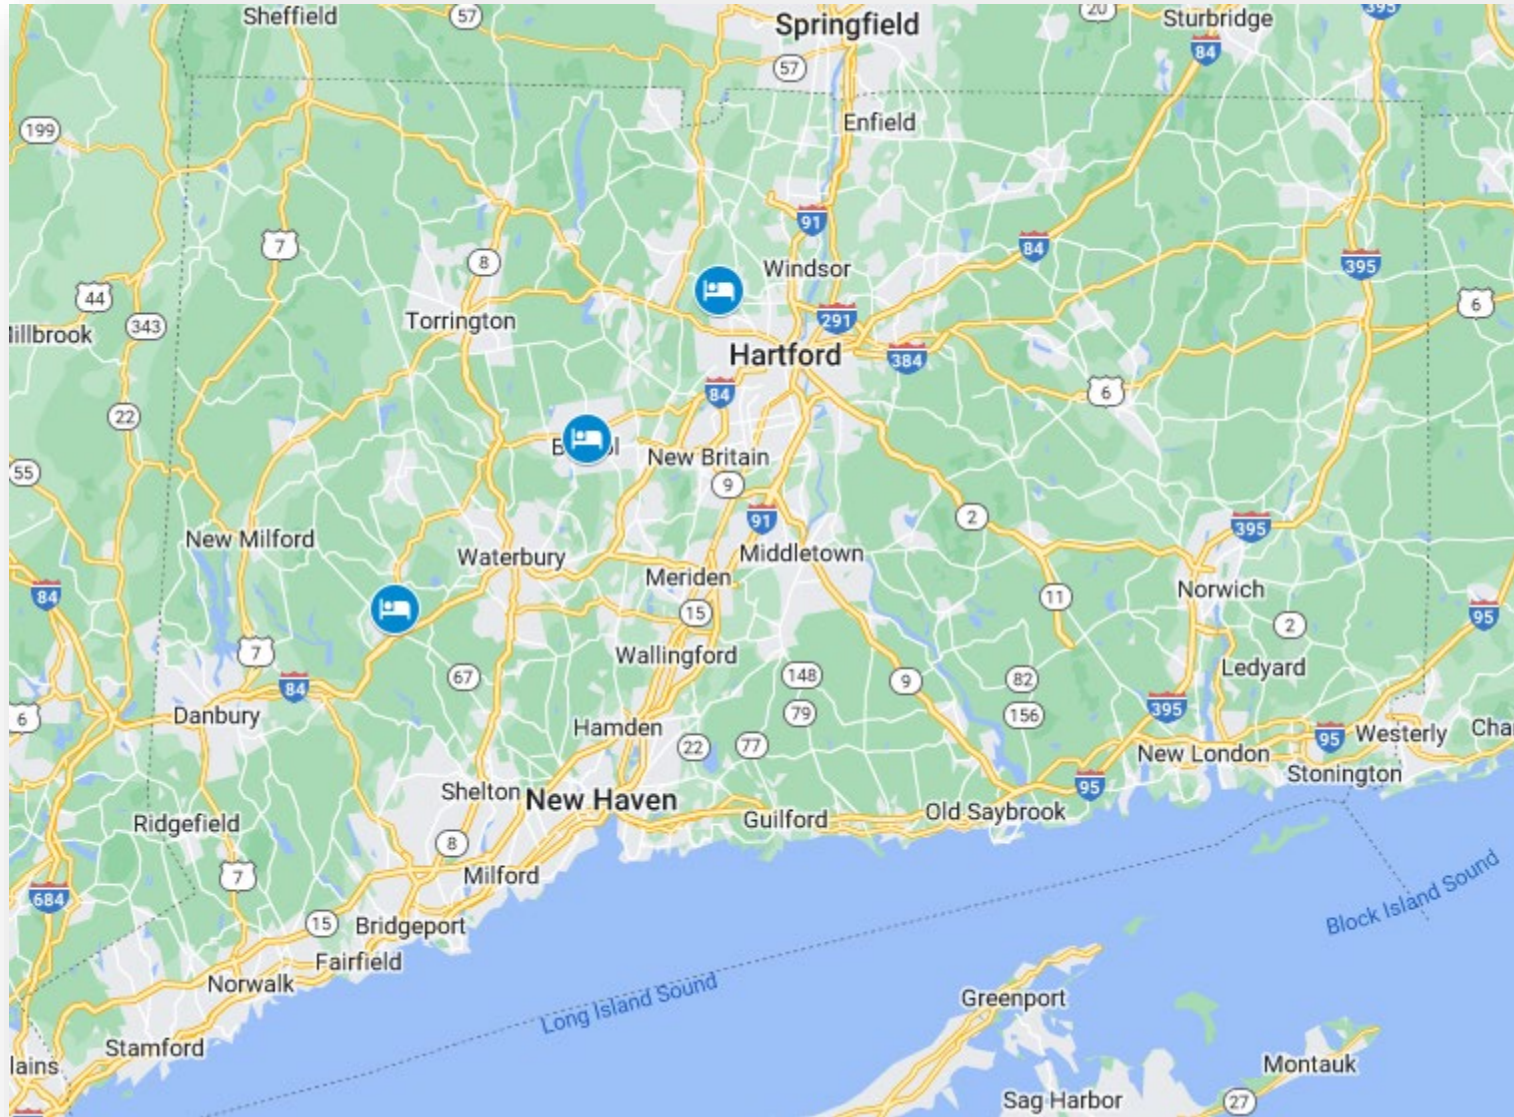 Sheffield
57
Springfield
20
Sturbridge
395
84
57
Enfield
199
91
7
84
Windsor
8
395
44
6
343
291
Torrington
illbrook
Hartford
384
84
6
22
New Britain
55
9
2
91
395
New Milford
Middletown
Waterbury
Meriden
84
Norwich
11
15
95
2
7
Wallingford
Ledyard
67
148
9
82
84
395
Danbury
6
79
156
Hamden
22
77
95
Westerly
Cha
New London
Stonington
95
Shelton
New Haven
Guilford
Old Saybrook
Ridgefield
8
7
Milford
684
15
Bridgeport
Block Island Sound
Fairfield
Norwalk
Long Island Sound
Greenport
Stamford
lains
Montauk
Sag Harbor
27